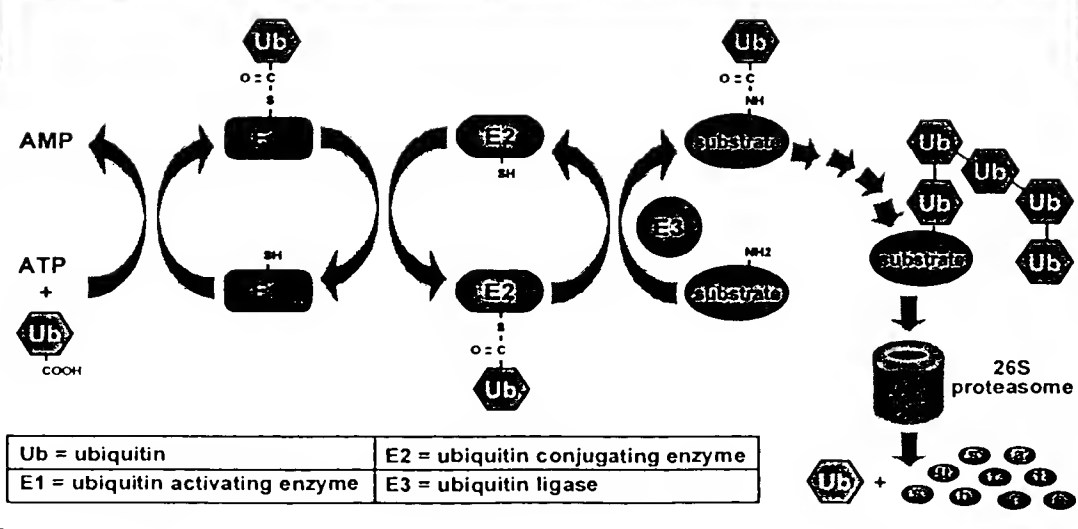 Ub
O = C
S
E
AMP
SH
E
ATP
+
Ub
COOH
E2
SH
E2
S
O = C
Ub
Ub
O = C
NH
substrat
E3
NH2
substrate
Ub
Ub
Ub
Ub
Ub
substrate
26S
proteasome
Ub +
Ub = ubiquitin
E2 = ubiquitin conjugating enzyme
E1 = ubiquitin activating enzyme
E3 = ubiquitin ligase